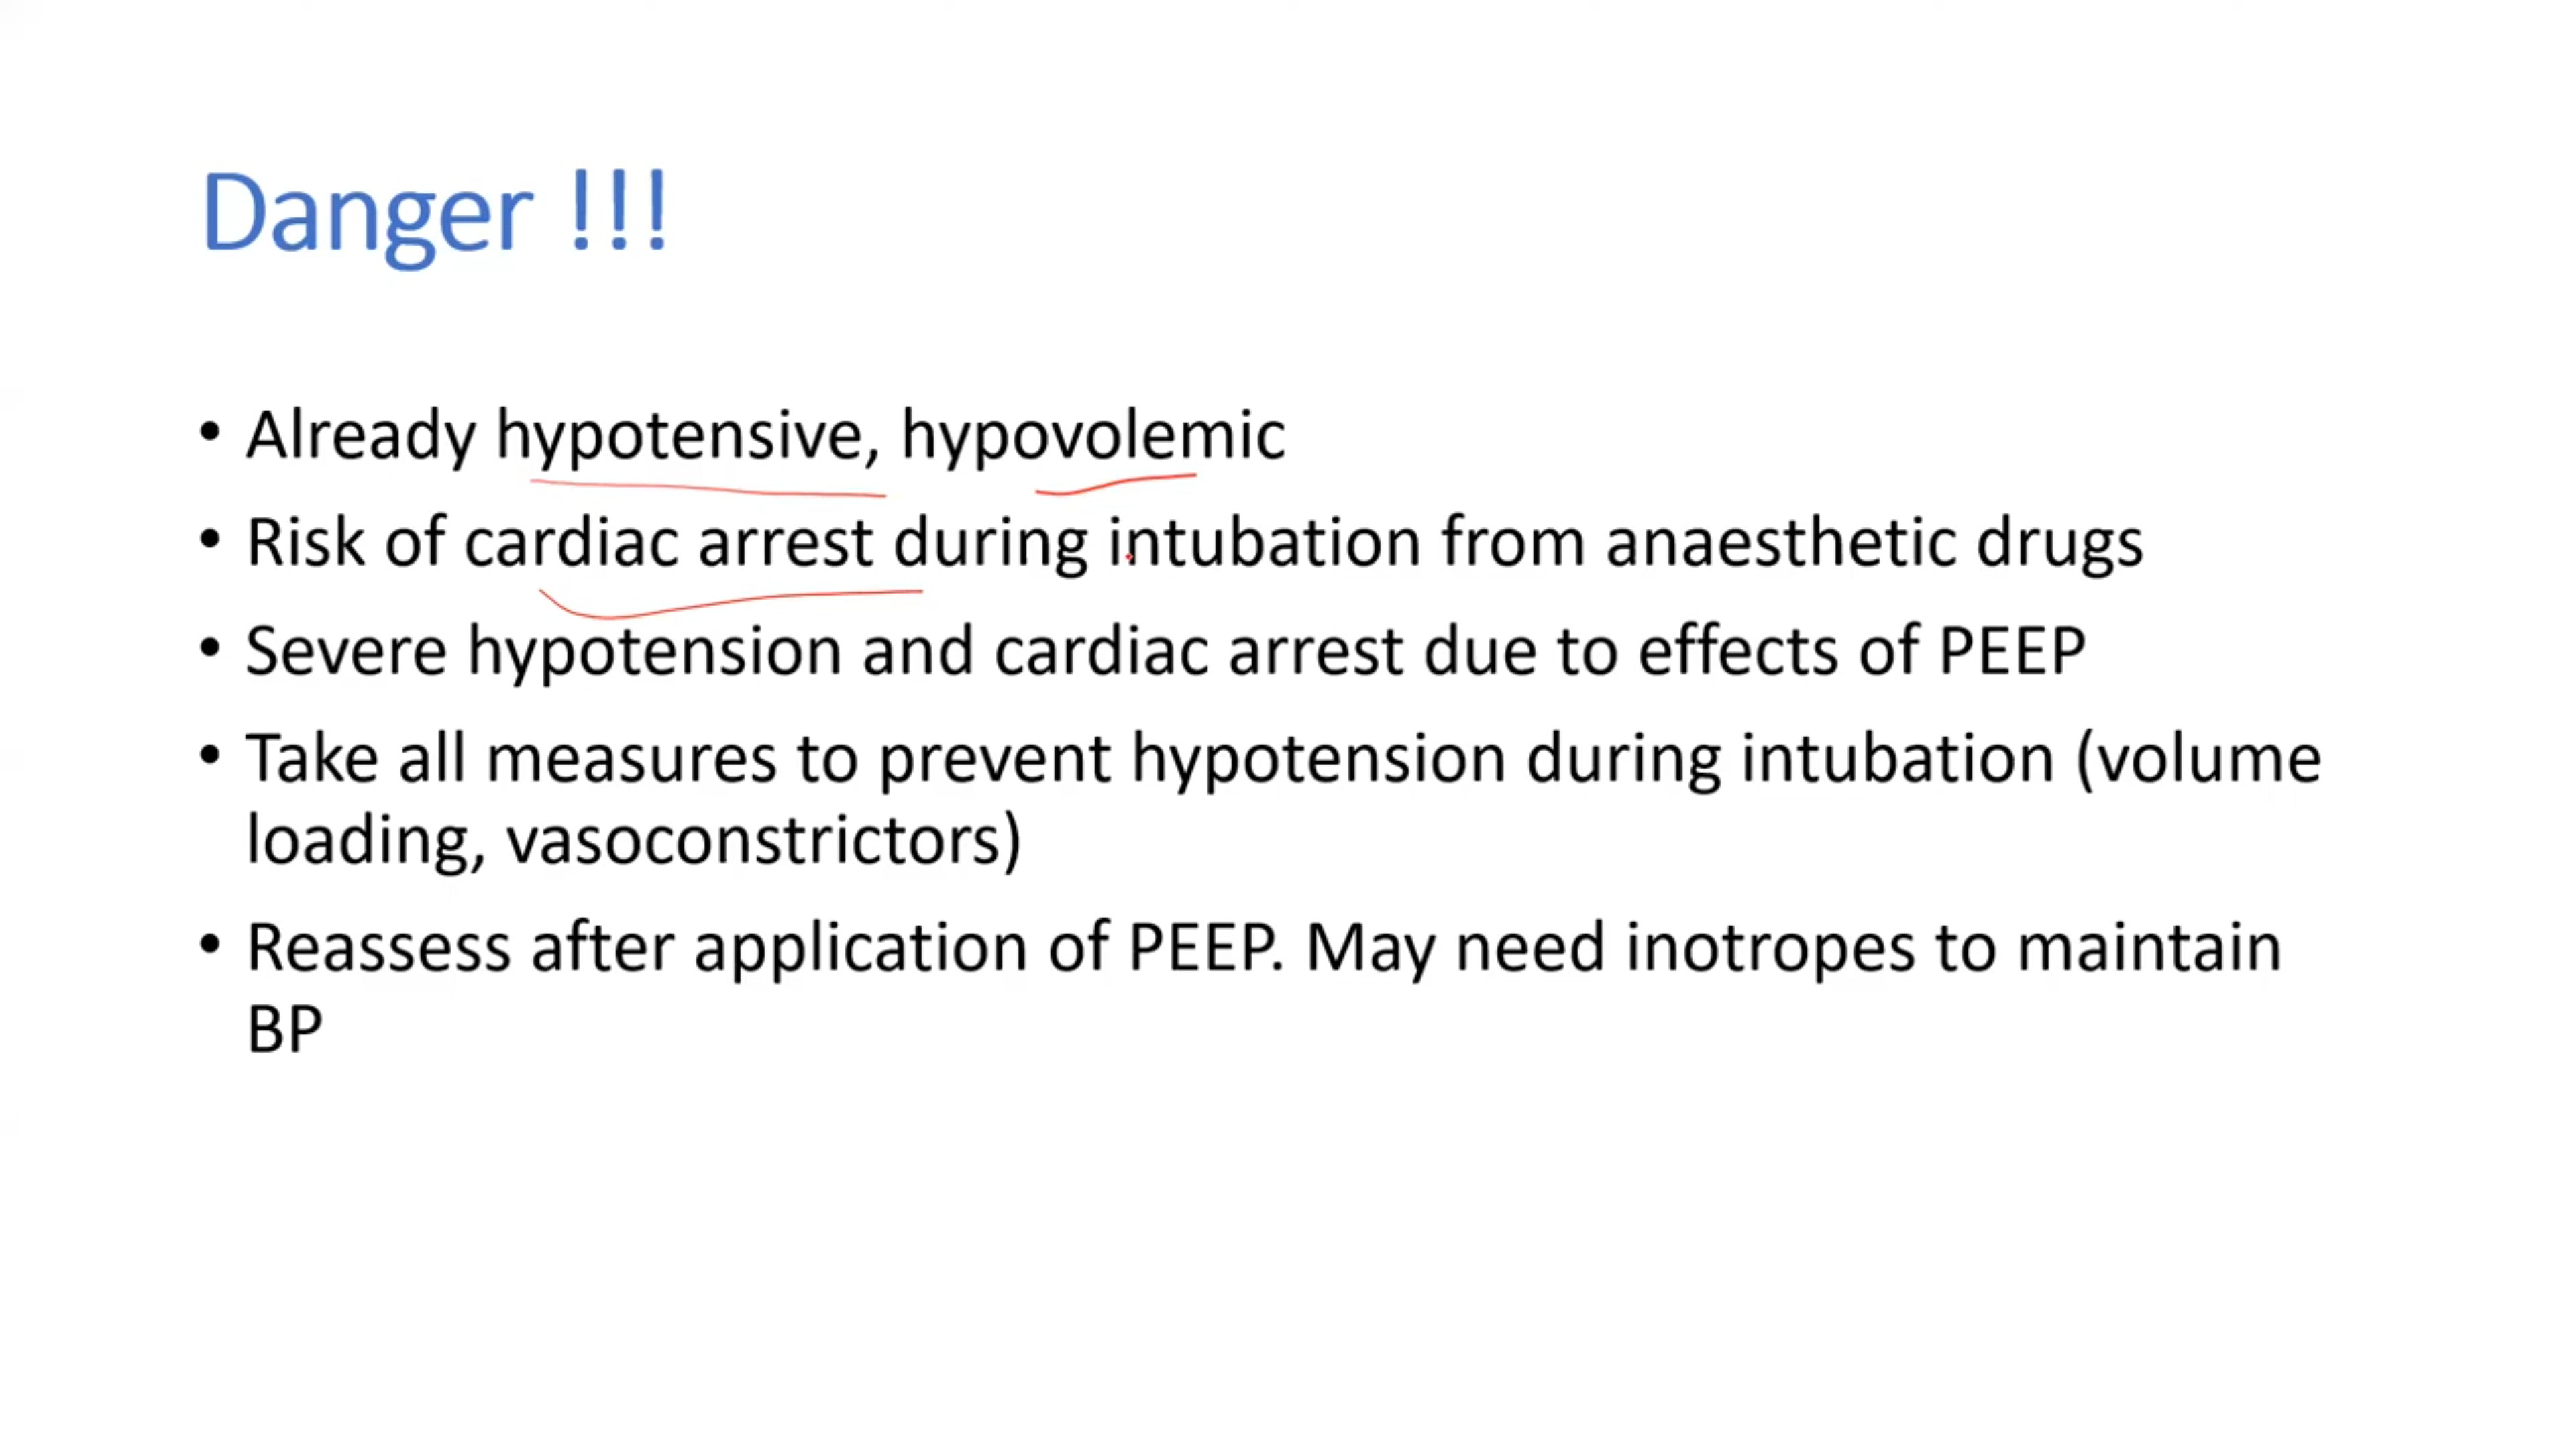 Danger !!!
• Already hypotensive, hypovolemic
• Risk of cardiac arrest during intubation from anaesthetic drugs
• Severe hypotension and cardiac arrest due to effects of PEEP
• Take all measures to prevent hypotension during intubation (volume
loading, vasoconstrictors)
• Reassess after application of PEEP. May need inotropes to maintain
BP